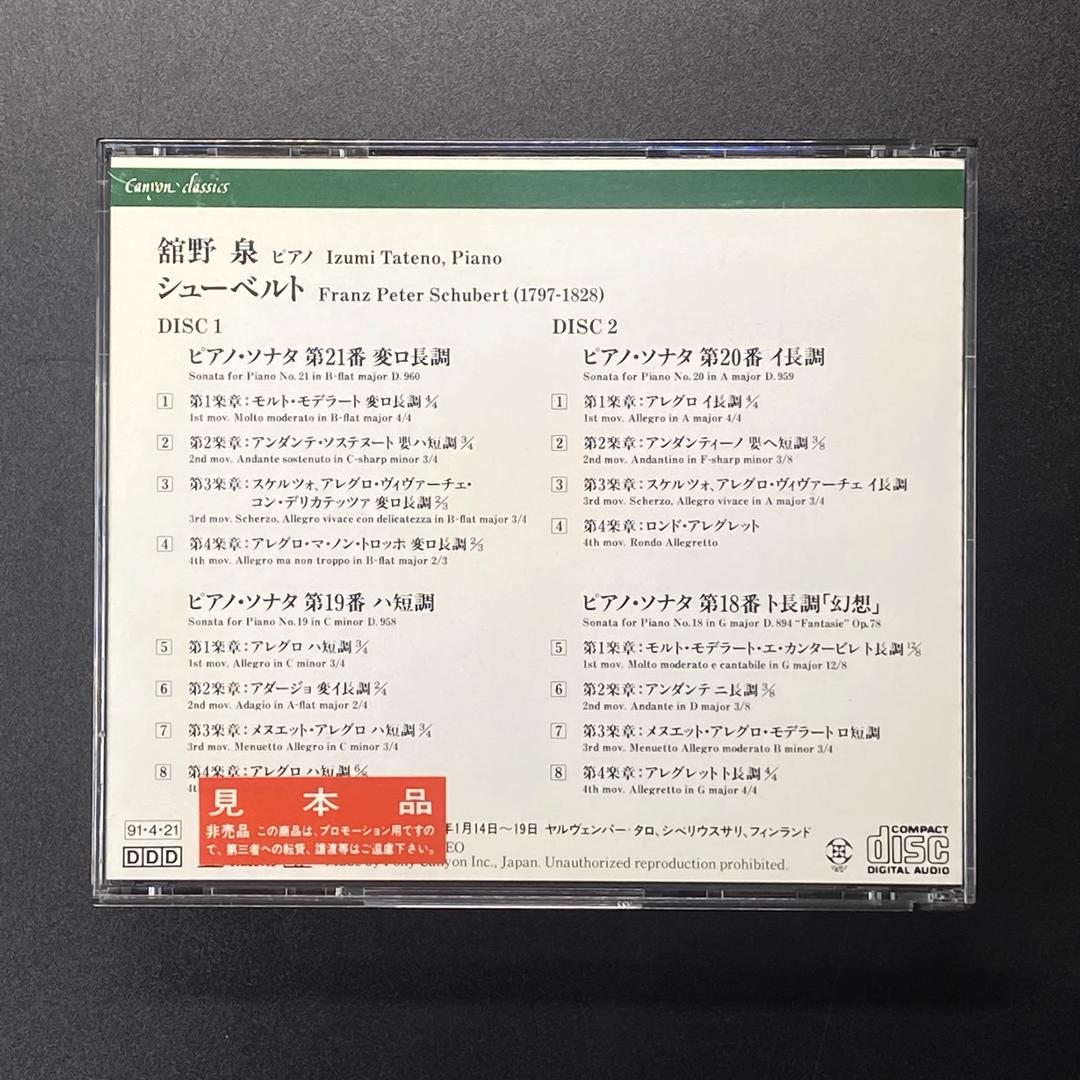 Canyon classics
舘野 泉 ピアノ Izumi Tateno, Piano
シューベルト Franz Peter Schubert (1797-1828)
DISC 1
ピアノ・ソナタ 第21番 変ロ長調
Sonata for Piano No.21 in B-flat major D.960
1 第1楽章：モルト・モデラート 変ロ長調 4/4
1st mov. Molto moderato in B-flat major 4/4
2 第2楽章：アンダンテ・ソステヌート 嬰ハ短調 3/4
2nd mov. Andante sostenuto in C-sharp minor 3/4
3 第3楽章：スケルツォ、アレグロ・ヴィヴァーチェ・
コン・デリカテッツァ 変ロ長調 2/3
3rd mov. Scherzo, Allegro vivace con delicatezza in B-flat major 3/4
4 第4楽章：アレグロ・マ・ノン・トロッホ 変ロ長調 2/3
4th mov. Allegro ma non troppo in B-flat major 2/3
ピアノ・ソナタ 第19番 ハ短調
Sonata for Piano No.19 in C minor D. 958
5 第1楽章：アレグロ ハ短調 3/4
1st mov. Allegro in C minor 3/4
6 第2楽章：アダージョ 変イ長調 2/4
2nd mov. Adagio in A-flat major 2/4
7 第3楽章：メヌエット・アレグロ ハ短調 3/4
3rd mov. Menuetto Allegro in C minor 3/4
8 第4楽章：アレグロ ハ短調 6/8
4t
DISC 2
ピアノ・ソナタ 第20番 イ長調
Sonata for Piano No.20 in A major D.959
1 第1楽章：アレグロ イ長調 4/4
1st mov. Allegro in A major 4/4
2 第2楽章：アンダンティーノ 嬰ヘ短調 3/8
2nd mov. Andantino in F-sharp minor 3/8
3 第3楽章：スケルツォ、アレグロ・ヴィヴァーチェ イ長調
3rd mov. Scherzo, Allegro vivace in A major 3/4
4 第4楽章：ロンド・アレグレット
4th mov. Rondo Allegretto
ピアノ・ソナタ 第18番 ト長調「幻想」
Sonata for Piano No.18 in G major D. 894 “Fantasie” Op.78
5 第1楽章：モルト・モデラート・エ・カンタービレ ト長調 12/8
1st mov. Molto moderato e cantabile in G major 12/8
6 第2楽章：アンダンテ ニ長調 3/8
2nd mov. Andante in D major 3/8
7 第3楽章：メヌエット・アレグロ・モデラート ロ短調
3rd mov. Menuetto Allegro moderato B minor 3/4
8 第4楽章：アレグレット ト長調 4/4
4th mov. Allegretto in G major 4/4
見本品
非売品 この商品は、プロモーション用ですの
で、第三者への転貸、譲渡等はご遠慮下さい。
91・4・21
DDD
年1月14日〜19日 ヤルヴェンパー・タロ、シベリウスサリ、フィンランド
EO
Made by Pony Canyon Inc., Japan. Unauthorized reproduction prohibited.
COMPACT
disc
DIGITAL AUDIO